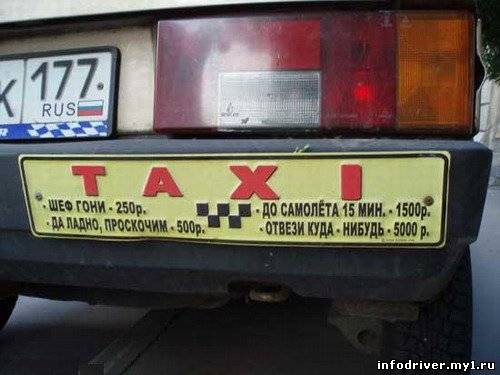 К 177
RUS
TAXI
· ШЕФ ГОНИ - 250р.
· ДА ЛАДНО, ПРОСКОЧИМ - 500р.
· ДО САМОЛЁТА 15 МИН. - 1500р.
· ОТВЕЗИ КУДА - НИБУДЬ - 5000 р.
infodriver.my1.ru